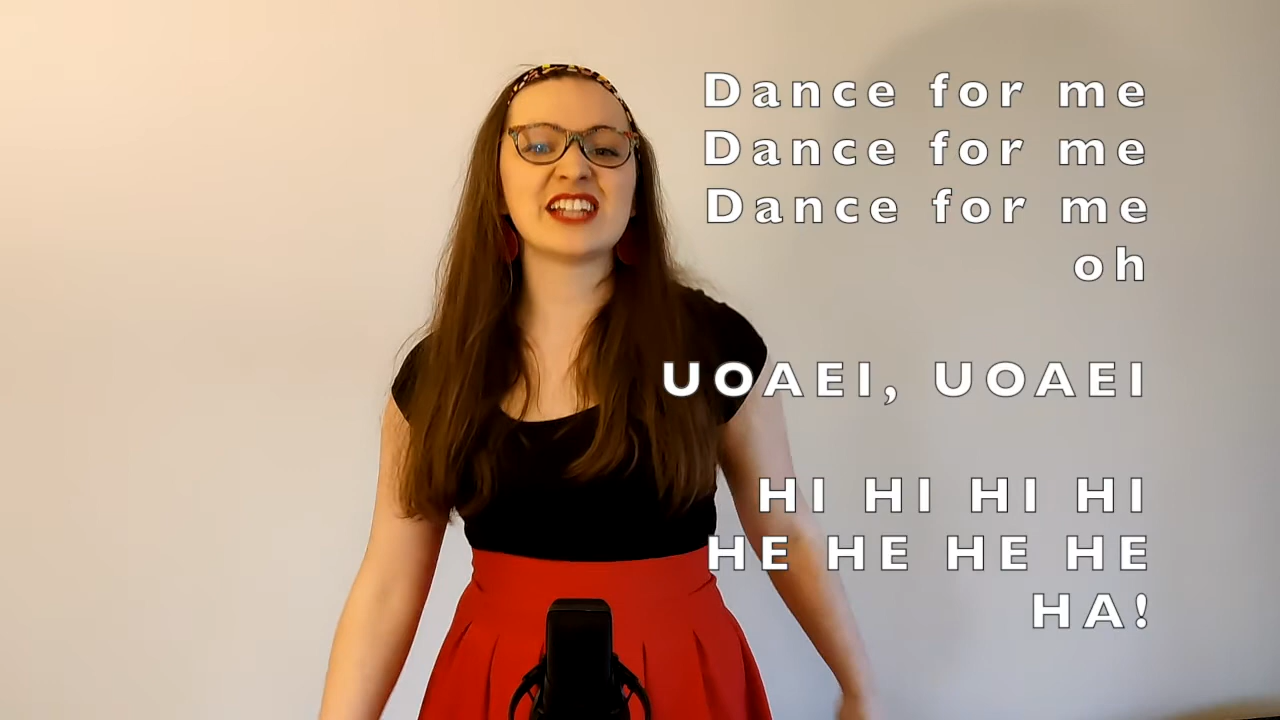 Dance for me
Dance for me
Dance for me
oh
UOAEI, UOAEI
HI HI HI HI
HE HE HE HE
HA!